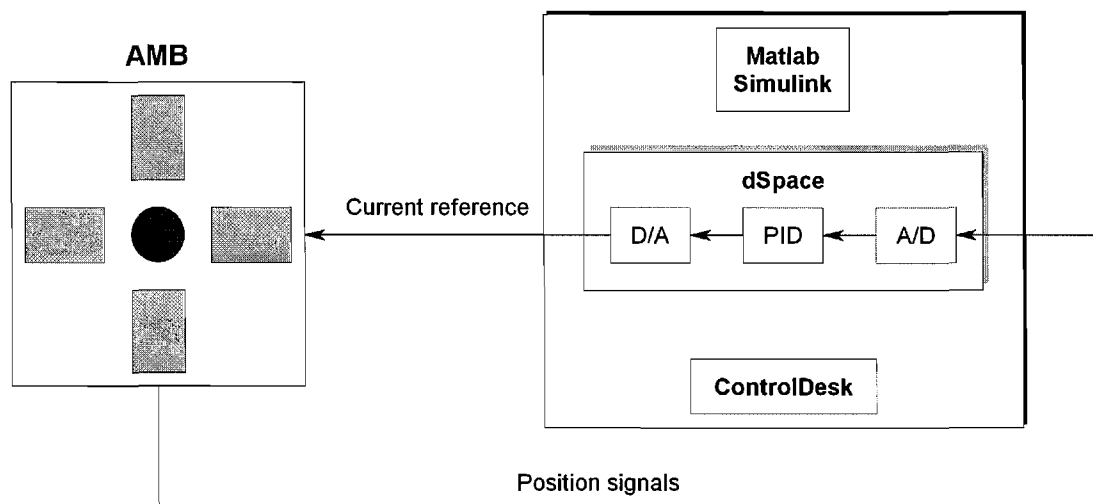 AMB
Matlab
Simulink
dSpace
Current reference
D/A
PID
A/D
ControlDesk
Position signals